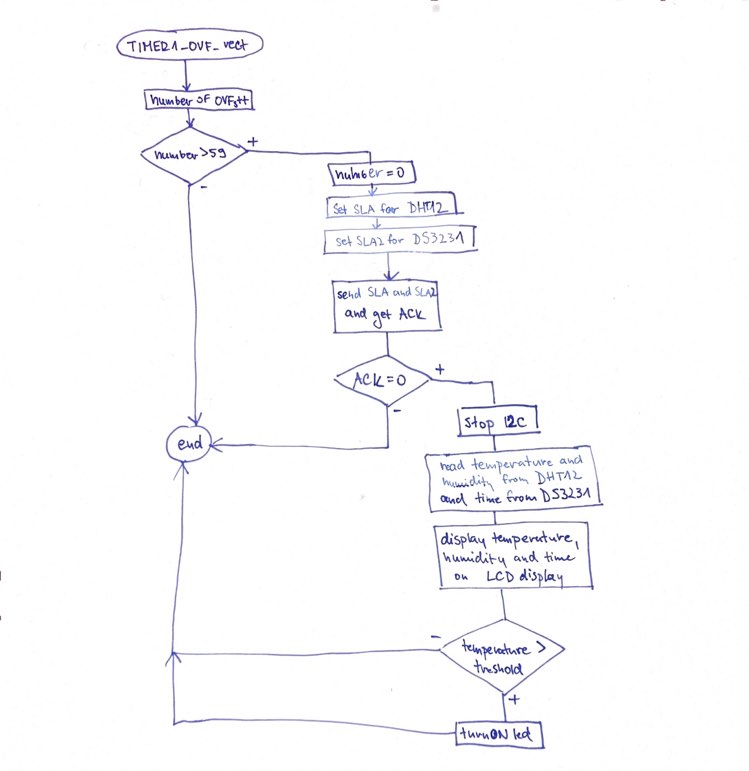 TIMER1_OVF_vect
number of OVFs++
number > 59
+
-
number = 0
Set SLA for DHT12
set SLA2 for DS3231
send SLA and SLA2
and get ACK
ACK = 0
+
-
stop I2C
end
read temperature and
humidity from DHT12
and time from DS3231
display temperature,
humidity and time
on LCD display
-
temperature >
treshold
+
turn ON led